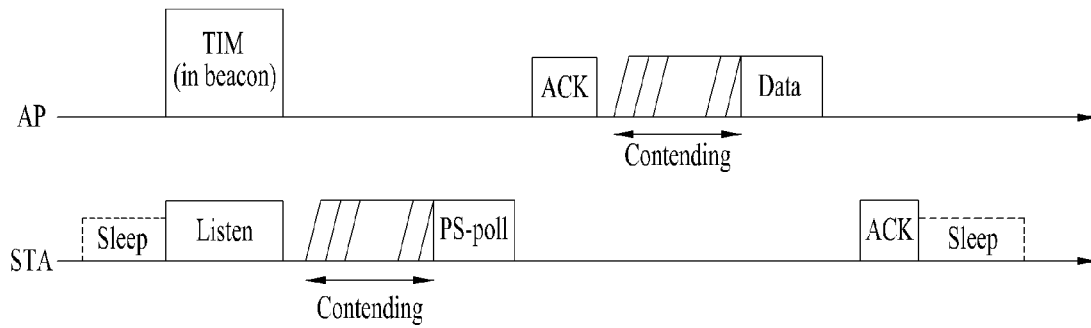 TIM
(in beacon)
ACK
Data
AP
Contending
Sleep
Listen
PS-poll
ACK
Sleep
STA
Contending